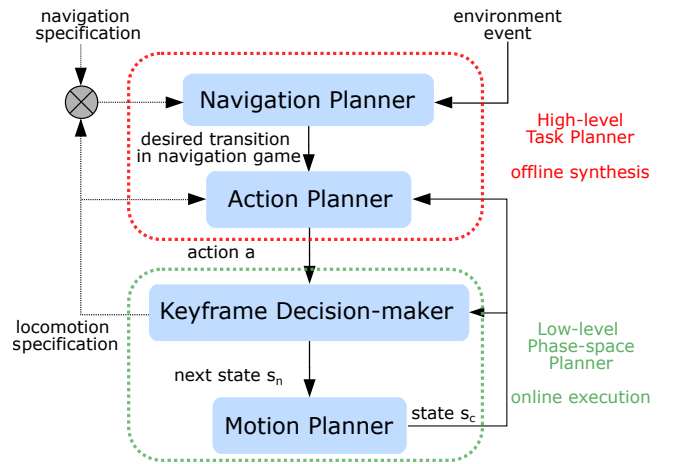 navigation
specification
environment
event
Navigation Planner
High-level
Task Planner
offline synthesis
desired transition
in navigation game
Action Planner
action a
Keyframe Decision-maker
locomotion
specification
Low-level
Phase-space
Planner
online execution
next state sₙ
Motion Planner
state s_c